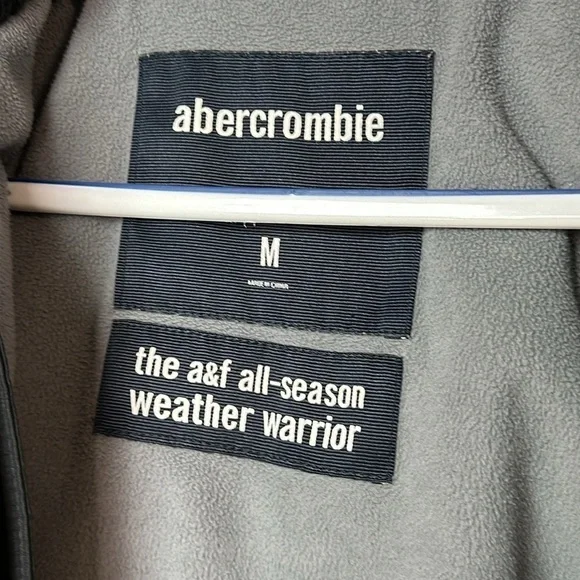 abercrombie
M
MADE IN CHINA
the a&f all-season
weather warrior